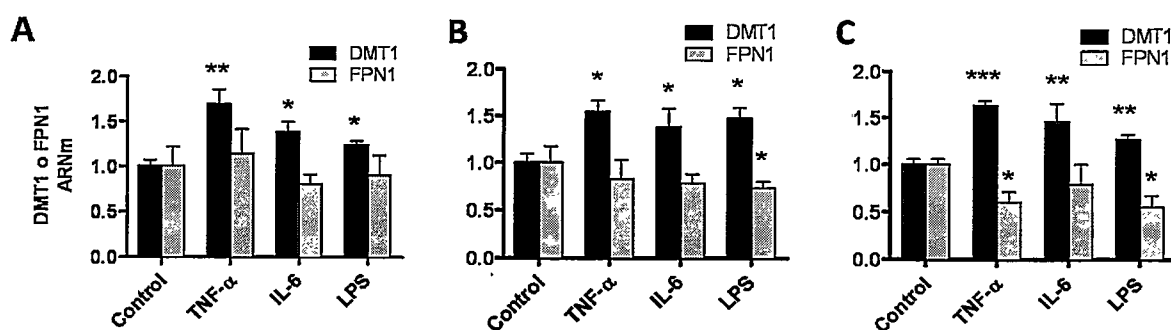 A
DMT1
FPN1
DMT1 o FPN1
ARNm
2.0
1.5
1.0
0.5
0.0
**
*
*
Control
TNF-α
IL-6
LPS
B
DMT1
FPN1
2.0
1.5
1.0
0.5
0.0
*
*
*
*
Control
TNF-α
IL-6
LPS
C
DMT1
FPN1
2.0
1.5
1.0
0.5
0.0
***
**
**
*
*
Control
TNF-α
IL-6
LPS